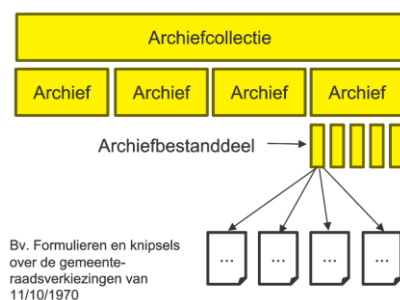 Archiefcollectie
Archief Archief Archief Archief
Archiefbestanddeel
... ... ... ...
Bv. Formulieren en knipsels
over de gemeente-
raadsverkiezingen van
11/10/1970